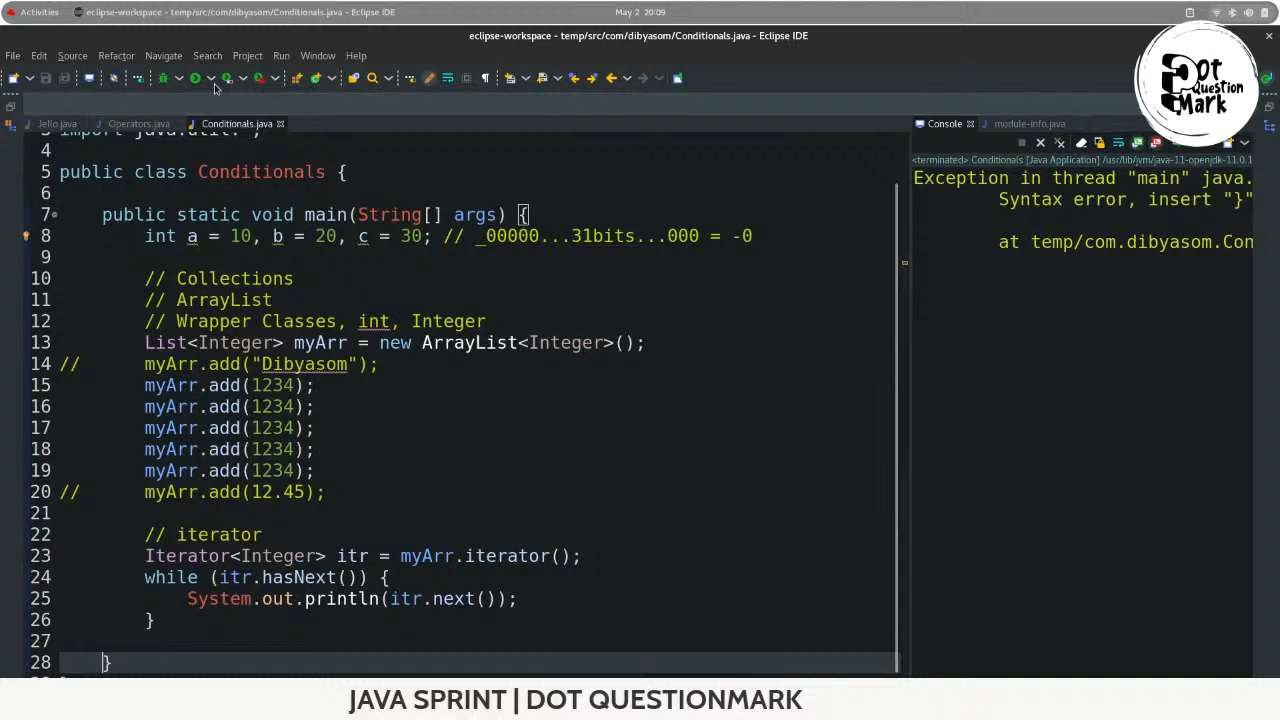 Activities
eclipse-workspace - temp/src/com/dibyasom/Conditionals.java - Eclipse IDE
May 2 20:09
eclipse-workspace - temp/src/com/dibyasom/Conditionals.java - Eclipse IDE
File Edit Source Refactor Navigate Search Project Run Window Help
Dot Question Mark
Jello.java Operators.java Conditionals.java
Console module-info.java
<terminated> Conditionals [Java Application] /usr/lib/jvm/java-11-openjdk-11.0.1
Exception in thread "main" java.
Syntax error, insert "}"
at temp/com.dibyasom.Con
4
5 public class Conditionals {
6
7 public static void main(String[] args) {
8 int a = 10, b = 20, c = 30; // _00000...31bits...000 = -0
9
10 // Collections
11 // ArrayList
12 // Wrapper Classes, int, Integer
13 List<Integer> myArr = new ArrayList<Integer>();
14 // myArr.add("Dibyasom");
15 myArr.add(1234);
16 myArr.add(1234);
17 myArr.add(1234);
18 myArr.add(1234);
19 myArr.add(1234);
20 // myArr.add(12.45);
21
22 // iterator
23 Iterator<Integer> itr = myArr.iterator();
24 while (itr.hasNext()) {
25 System.out.println(itr.next());
26 }
27
28 }
JAVA SPRINT | DOT QUESTIONMARK